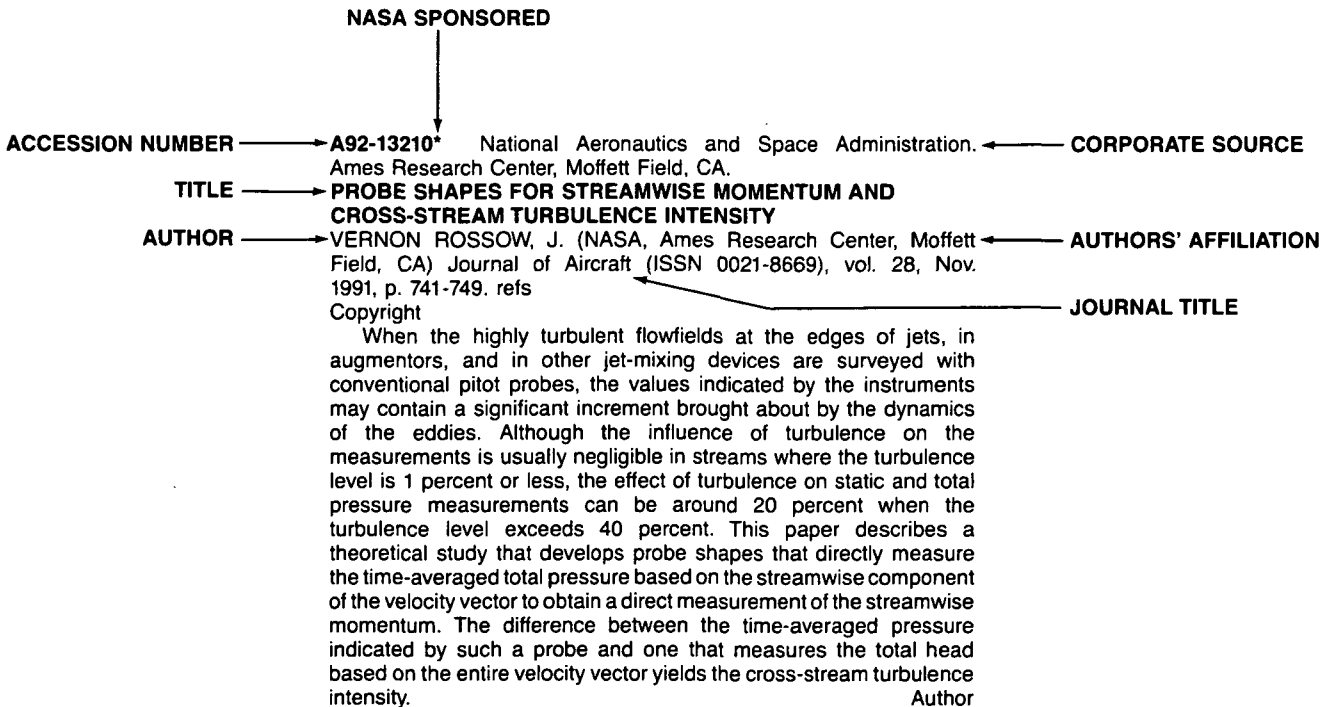 NASA SPONSORED
ACCESSION NUMBER A92-13210* National Aeronautics and Space Administration. CORPORATE SOURCE
Ames Research Center, Moffett Field, CA.
TITLE PROBE SHAPES FOR STREAMWISE MOMENTUM AND
CROSS-STREAM TURBULENCE INTENSITY
AUTHOR VERNON ROSSOW, J. (NASA, Ames Research Center, Moffett AUTHORS' AFFILIATION
Field, CA) Journal of Aircraft (ISSN 0021-8669), vol. 28, Nov.
1991, p. 741-749. refs
JOURNAL TITLE
Copyright
When the highly turbulent flowfields at the edges of jets, in
augmentors, and in other jet-mixing devices are surveyed with
conventional pitot probes, the values indicated by the instruments
may contain a significant increment brought about by the dynamics
of the eddies. Although the influence of turbulence on the
measurements is usually negligible in streams where the turbulence
level is 1 percent or less, the effect of turbulence on static and total
pressure measurements can be around 20 percent when the
turbulence level exceeds 40 percent. This paper describes a
theoretical study that develops probe shapes that directly measure
the time-averaged total pressure based on the streamwise component
of the velocity vector to obtain a direct measurement of the streamwise
momentum. The difference between the time-averaged pressure
indicated by such a probe and one that measures the total head
based on the entire velocity vector yields the cross-stream turbulence
intensity. Author